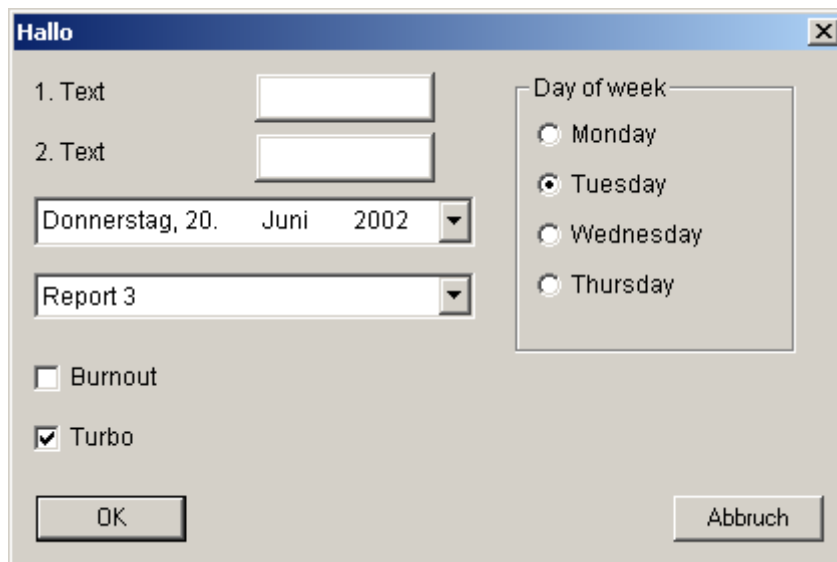 Hallo
1. Text
2. Text
Donnerstag, 20. Juni 2002
Report 3
Burnout
Turbo
Day of week
Monday
Tuesday
Wednesday
Thursday
OK
Abbruch